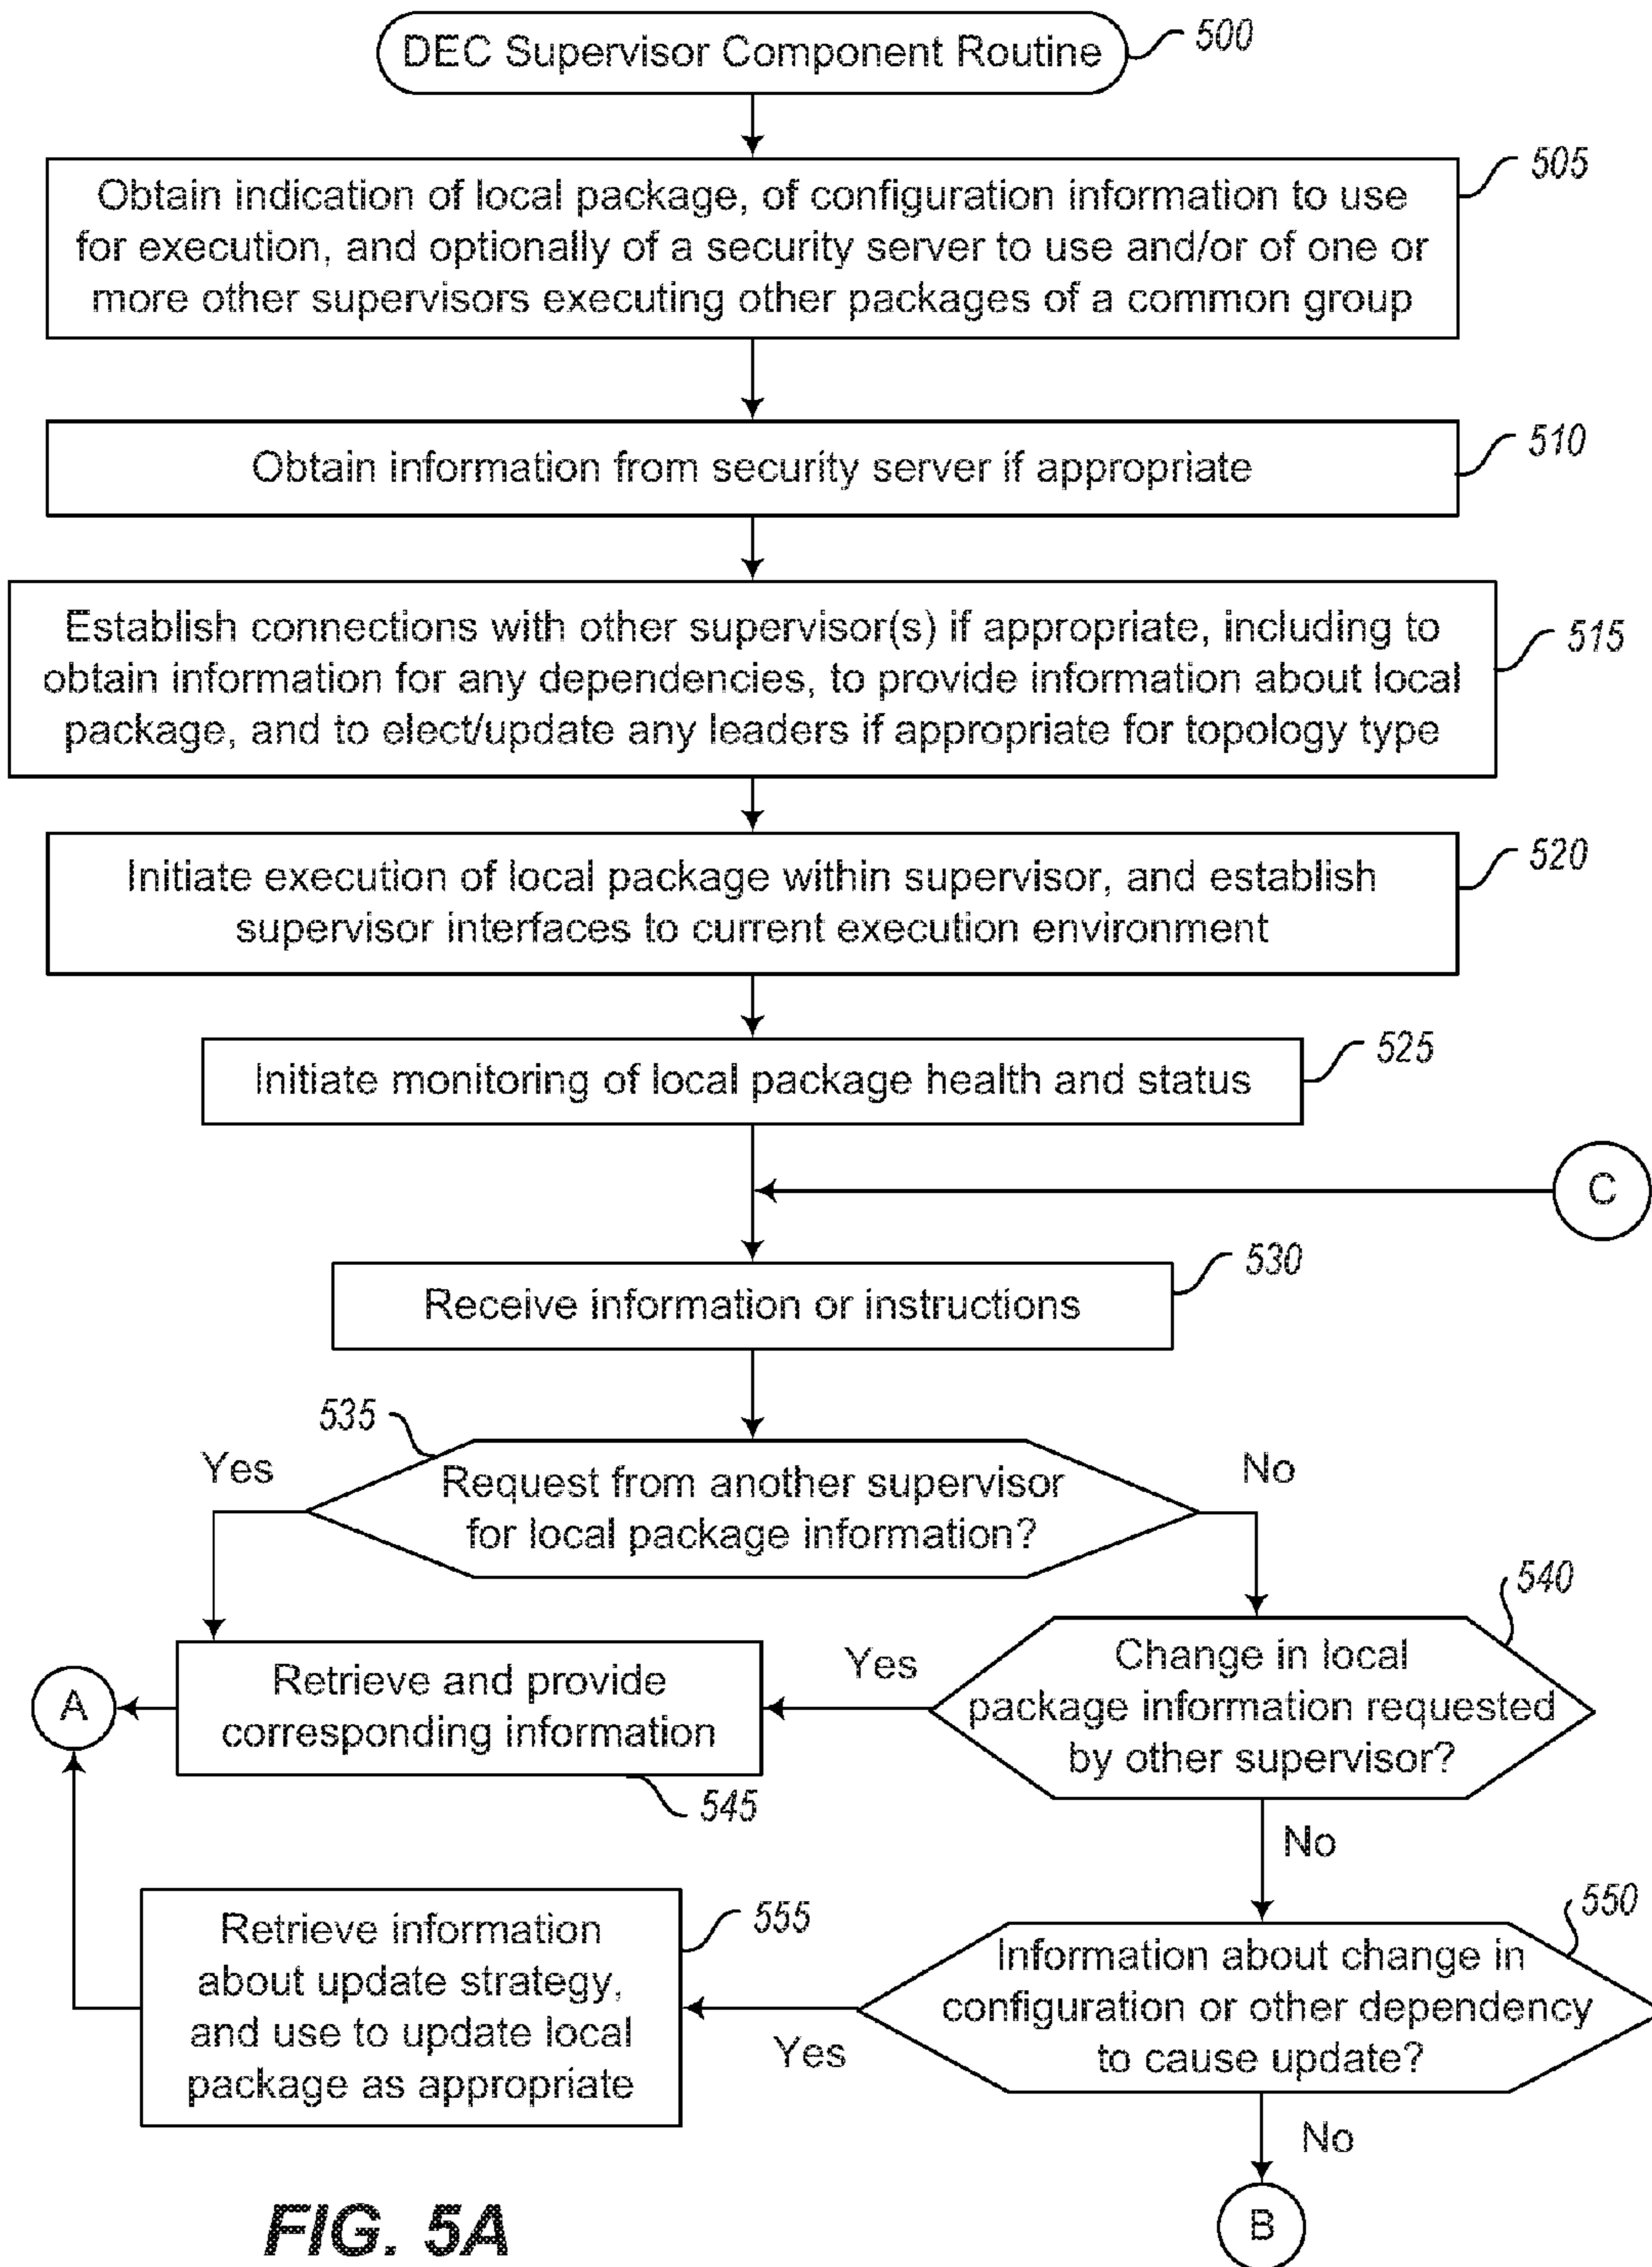 DEC Supervisor Component Routine
500
505
Obtain indication of local package, of configuration information to use
for execution, and optionally of a security server to use and/or of one or
more other supervisors executing other packages of a common group
510
Obtain information from security server if appropriate
515
Establish connections with other supervisor(s) if appropriate, including to
obtain information for any dependencies, to provide information about local
package, and to elect/update any leaders if appropriate for topology type
520
Initiate execution of local package within supervisor, and establish
supervisor interfaces to current execution environment
525
Initiate monitoring of local package health and status
C
530
Receive information or instructions
535
Yes
Request from another supervisor
for local package information?
No
540
Change in local
package information requested
by other supervisor?
Yes
Retrieve and provide
corresponding information
A
545
No
550
Information about change in
configuration or other dependency
to cause update?
Yes
555
Retrieve information
about update strategy,
and use to update local
package as appropriate
No
B
FIG. 5A